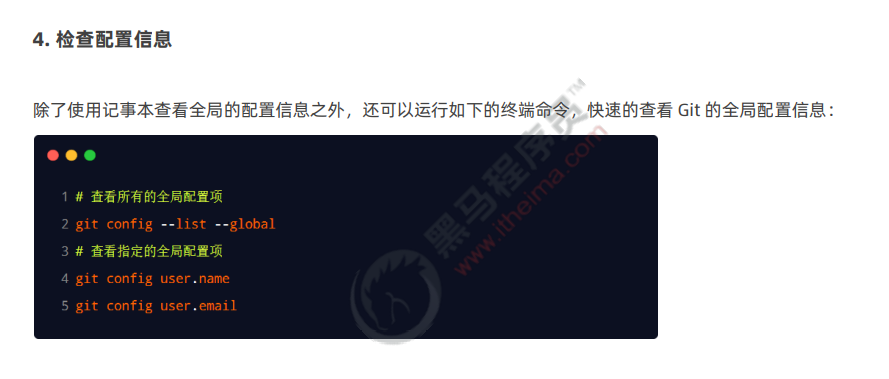 4. 检查配置信息
除了使用记事本查看全局的配置信息之外，还可以运行如下的终端命令，快速的查看 Git 的全局配置信息：
1 # 查看所有的全局配置项
2 git config --list --global
3 # 查看指定的全局配置项
4 git config user.name
5 git config user.email
黑马程序员™
www.itheima.com